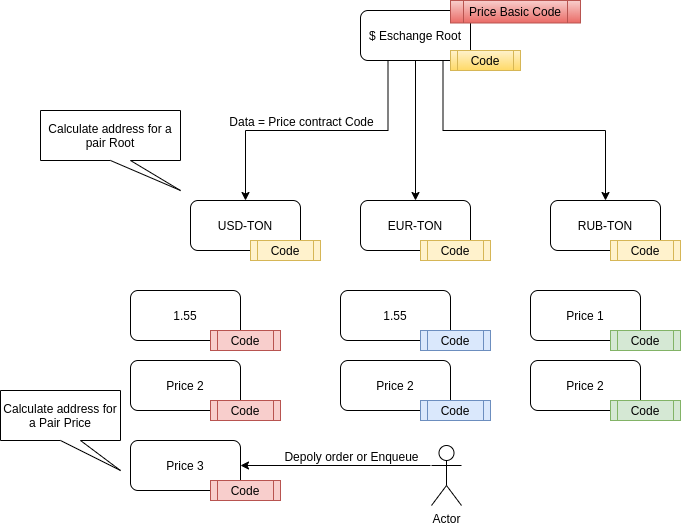 Price Basic Code
$ Eschange Root
Code
Data = Price contract Code
Calculate address for a
pair Root
USD-TON
Code
EUR-TON
Code
RUB-TON
Code
1.55
Code
1.55
Code
Price 1
Code
Price 2
Code
Price 2
Code
Price 2
Code
Calculate address for
a Pair Price
Price 3
Code
Depoly order or Enqueue
Actor